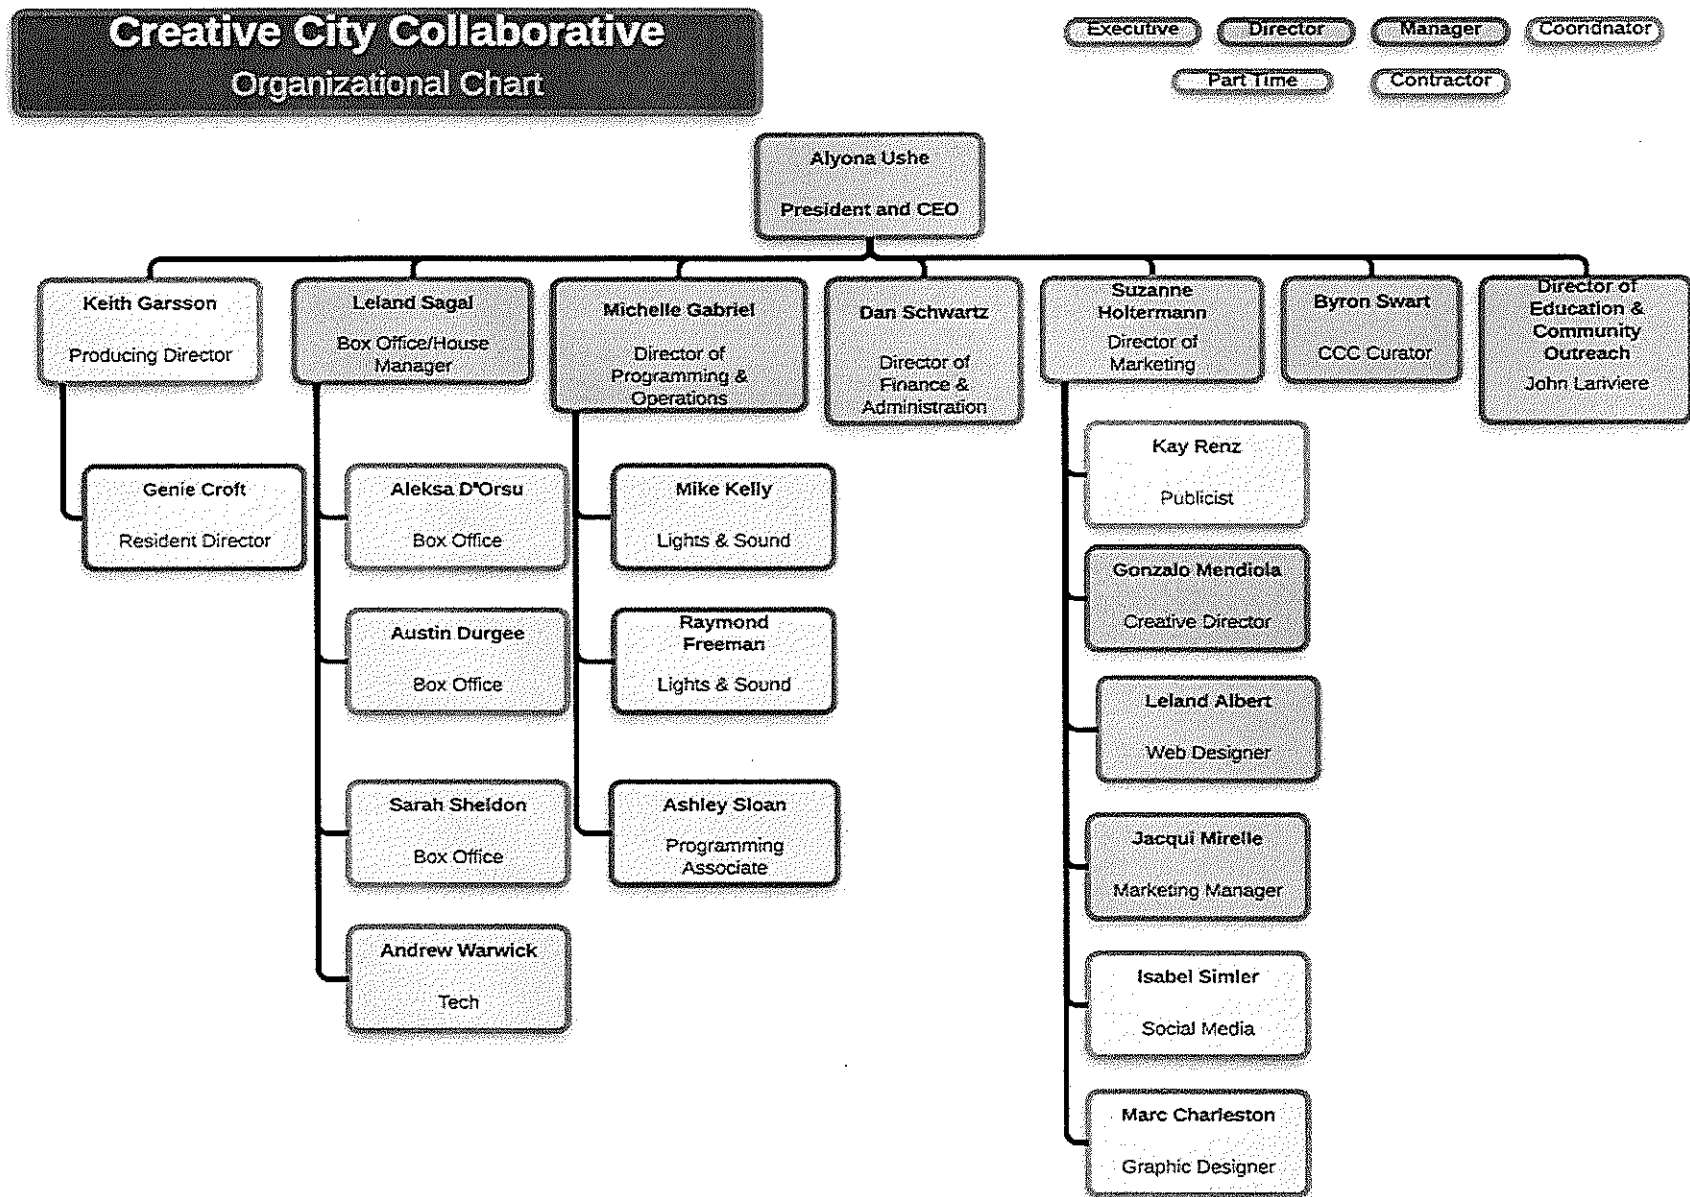 Creative City Collaborative
Organizational Chart
Executive
Director
Manager
Cooridnator
Part Time
Contractor
Alyona Ushe
President and CEO
Keith Garsson
Producing Director
Leland Sagal
Box Office/House
Manager
Michelle Gabriel
Director of
Programming &
Operations
Dan Schwartz
Director of
Finance &
Administration
Suzanne
Holtermann
Director of
Marketing
Byron Swart
CCC Curator
Director of
Education &
Community
Outreach
John Lariviere
Genie Croft
Resident Director
Aleksa D'Orsu
Box Office
Austin Durgee
Box Office
Sarah Sheldon
Box Office
Andrew Warwick
Tech
Mike Kelly
Lights & Sound
Raymond
Freeman
Lights & Sound
Ashley Sloan
Programming
Associate
Kay Renz
Publicist
Gonzalo Mendiola
Creative Director
Leland Albert
Web Designer
Jacqui Mirelle
Marketing Manager
Isabel Simler
Social Media
Marc Charleston
Graphic Designer